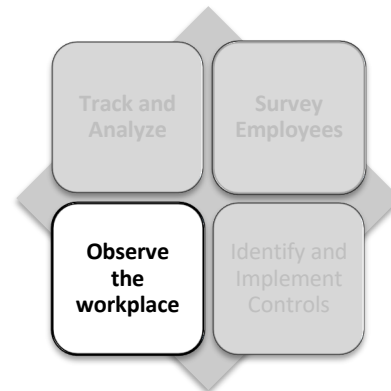 Track and
Analyze
Survey
Employees
Observe
the
workplace
Identify and
Implement
Controls